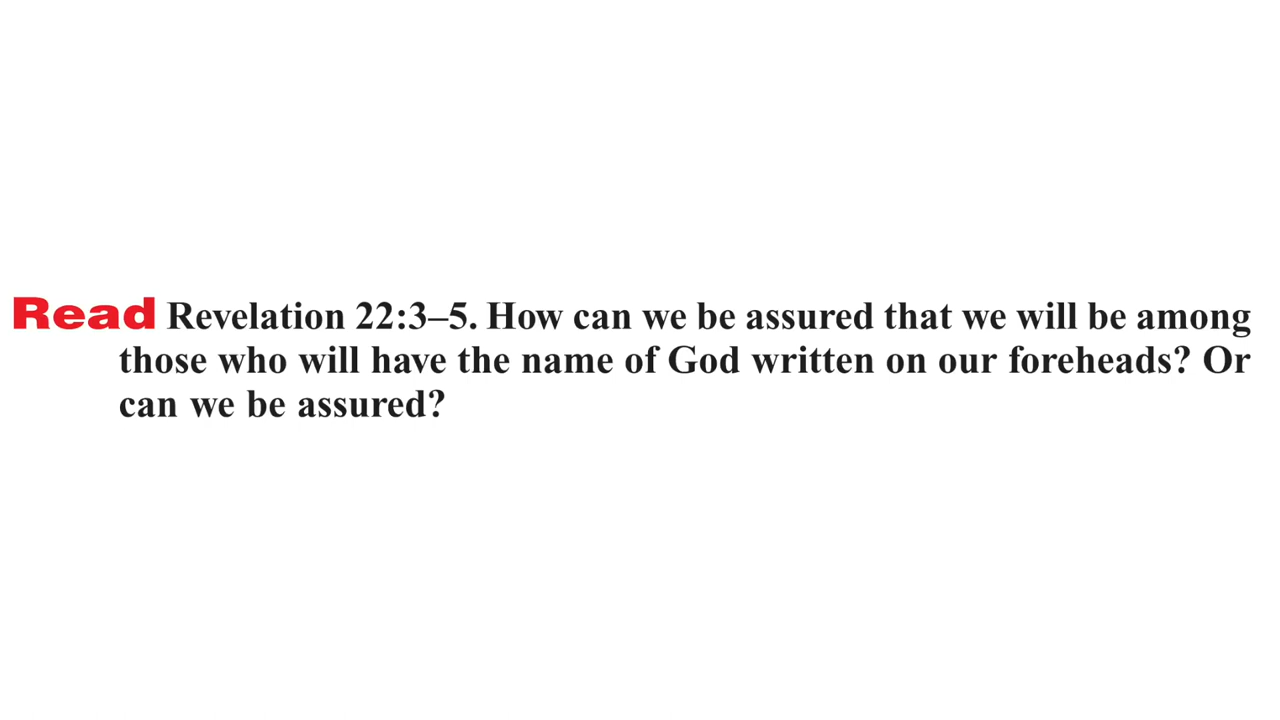 Read Revelation 22:3–5. How can we be assured that we will be among
those who will have the name of God written on our foreheads? Or
can we be assured?